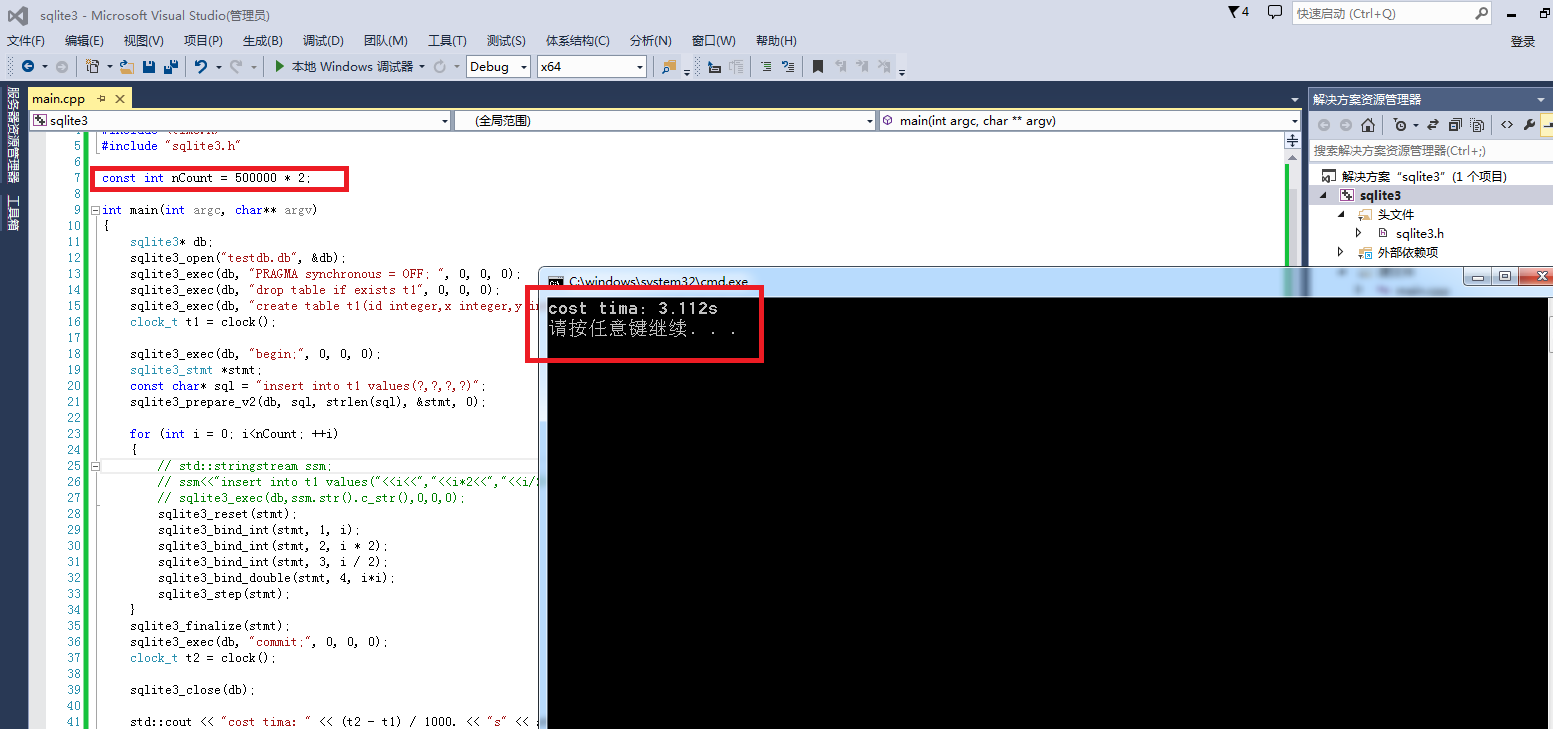 sqlite3 - Microsoft Visual Studio(管理员)
4
快速启动 (Ctrl+Q)
文件(F) 编辑(E) 视图(V) 项目(P) 生成(B) 调试(D) 团队(M) 工具(T) 测试(S) 体系结构(C) 分析(N) 窗口(W) 帮助(H)
登录
本地 Windows 调试器 Debug x64
服务器资源管理器
工具箱
main.cpp
sqlite3 (全局范围) main(int argc, char ** argv)
5 #include "sqlite3.h"
6
7 const int nCount = 500000 * 2;
8
9 int main(int argc, char** argv)
10 {
11 sqlite3* db;
12 sqlite3_open("testdb.db", &db);
13 sqlite3_exec(db, "PRAGMA synchronous = OFF; ", 0, 0, 0);
14 sqlite3_exec(db, "drop table if exists t1", 0, 0, 0);
15 sqlite3_exec(db, "create table t1(id integer,x integer,y
16 clock_t t1 = clock();
17
18 sqlite3_exec(db, "begin;", 0, 0, 0);
19 sqlite3_stmt *stmt;
20 const char* sql = "insert into t1 values(?,?,?,?)";
21 sqlite3_prepare_v2(db, sql, strlen(sql), &stmt, 0);
22
23 for (int i = 0; i<nCount; ++i)
24 {
25 // std::stringstream ssm;
26 // ssm<<"insert into t1 values("<<i<<","<<i*2<<","<<i/
27 // sqlite3_exec(db,ssm.str().c_str(),0,0,0);
28 sqlite3_reset(stmt);
29 sqlite3_bind_int(stmt, 1, i);
30 sqlite3_bind_int(stmt, 2, i * 2);
31 sqlite3_bind_int(stmt, 3, i / 2);
32 sqlite3_bind_double(stmt, 4, i*i);
33 sqlite3_step(stmt);
34 }
35 sqlite3_finalize(stmt);
36 sqlite3_exec(db, "commit;", 0, 0, 0);
37 clock_t t2 = clock();
38
39 sqlite3_close(db);
40
41 std::cout << "cost tima: " << (t2 - t1) / 1000. << "s" <<
C:\windows\system32\cmd.exe
cost tima: 3.112s
请按任意键继续. . .
解决方案资源管理器
搜索解决方案资源管理器(Ctrl+;)
解决方案 "sqlite3" (1 个项目)
sqlite3
头文件
sqlite3.h
外部依赖项